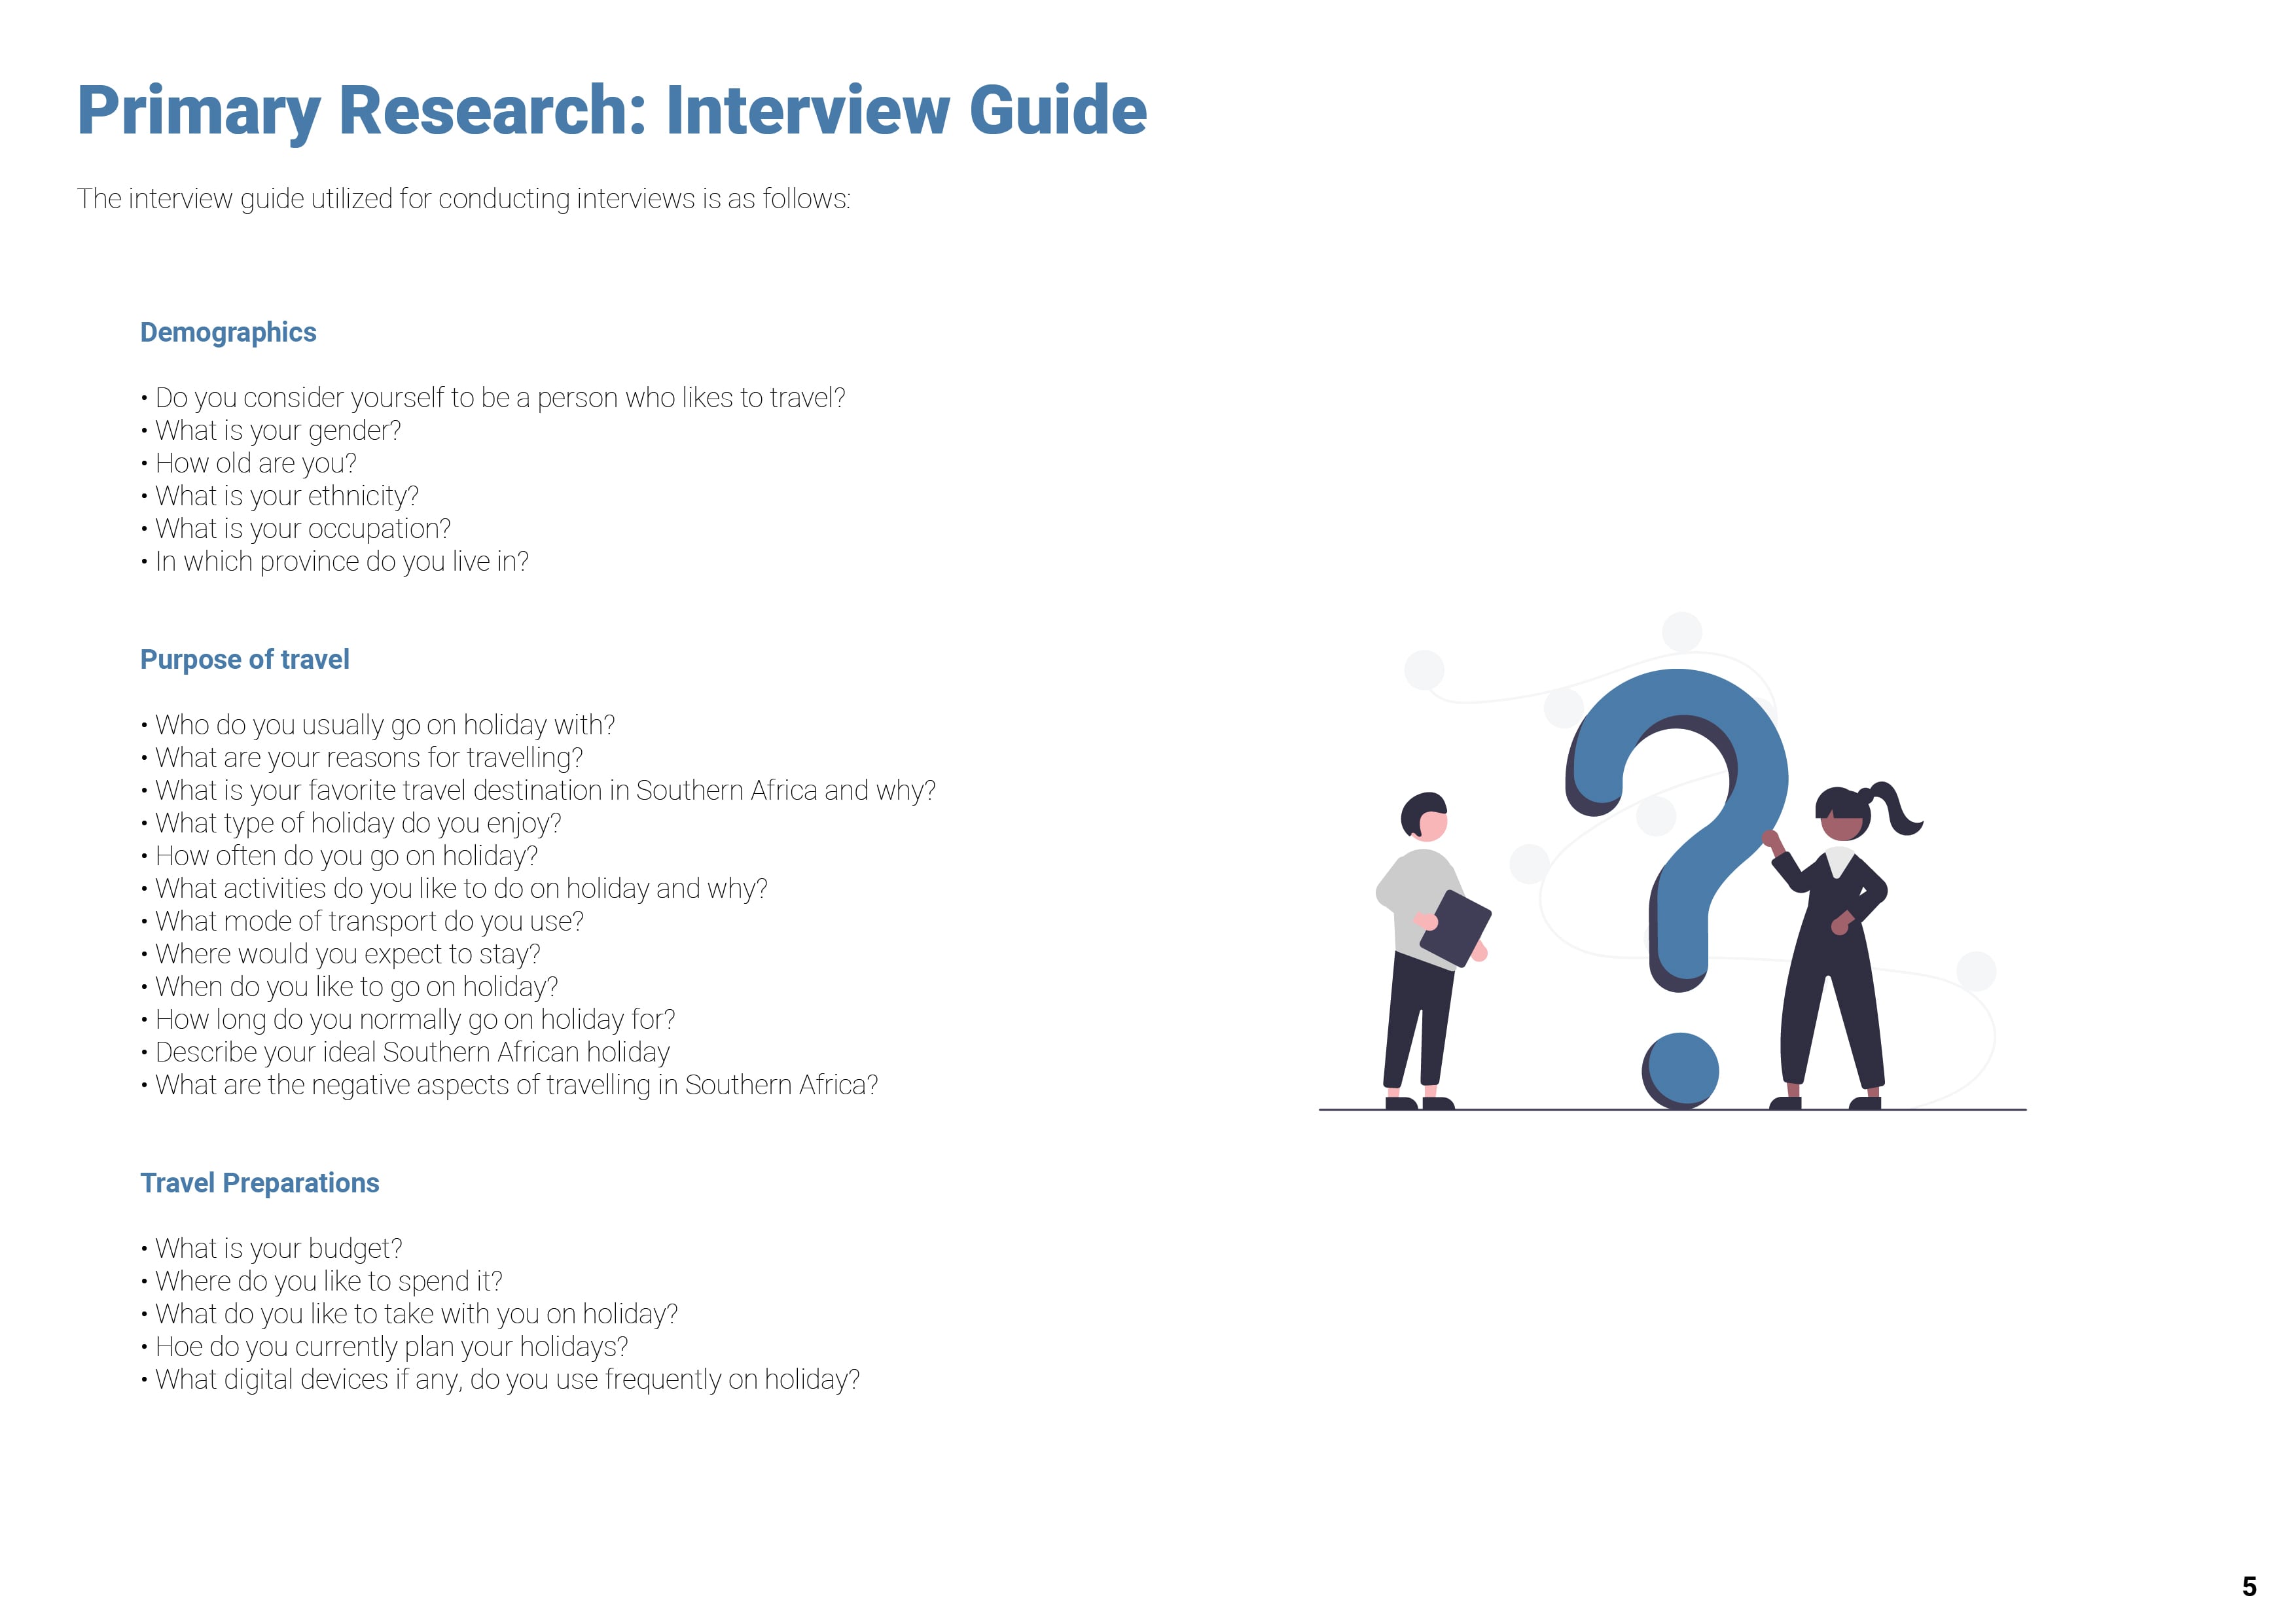 Primary Research: Interview Guide
The interview guide utilized for conducting interviews is as follows:
Demographics
• Do you consider yourself to be a person who likes to travel?
• What is your gender?
• How old are you?
• What is your ethnicity?
• What is your occupation?
• In which province do you live in?
Purpose of travel
• Who do you usually go on holiday with?
• What are your reasons for travelling?
• What is your favorite travel destination in Southern Africa and why?
• What type of holiday do you enjoy?
• How often do you go on holiday?
• What activities do you like to do on holiday and why?
• What mode of transport do you use?
• Where would you expect to stay?
• When do you like to go on holiday?
• How long do you normally go on holiday for?
• Describe your ideal Southern African holiday
• What are the negative aspects of travelling in Southern Africa?
Travel Preparations
• What is your budget?
• Where do you like to spend it?
• What do you like to take with you on holiday?
• Hoe do you currently plan your holidays?
• What digital devices if any, do you use frequently on holiday?
5